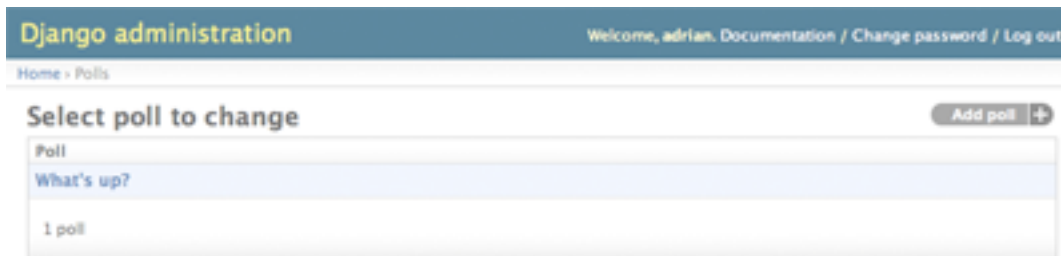 Django administration
Welcome, adrian. Documentation / Change password / Log out
Home › Polls
Select poll to change
Add poll +
Poll
What's up?
1 poll